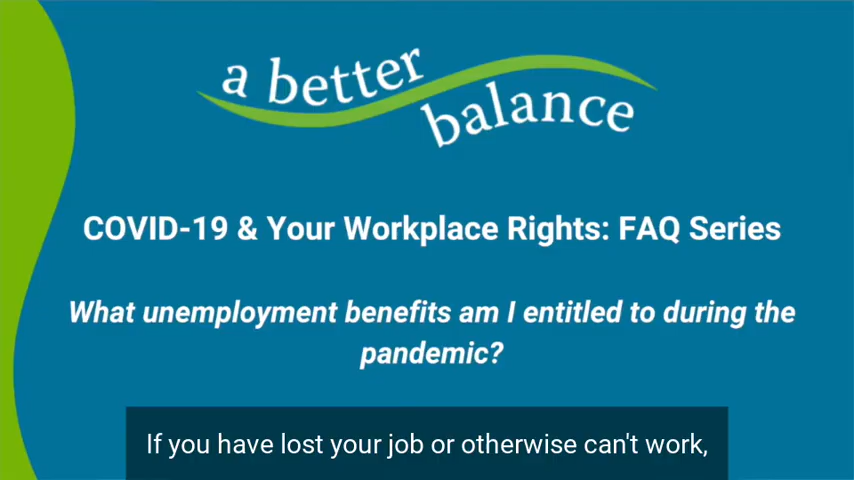 a better
balance
COVID-19 & Your Workplace Rights: FAQ Series
What unemployment benefits am I entitled to during the
pandemic?
If you have lost your job or otherwise can't work,